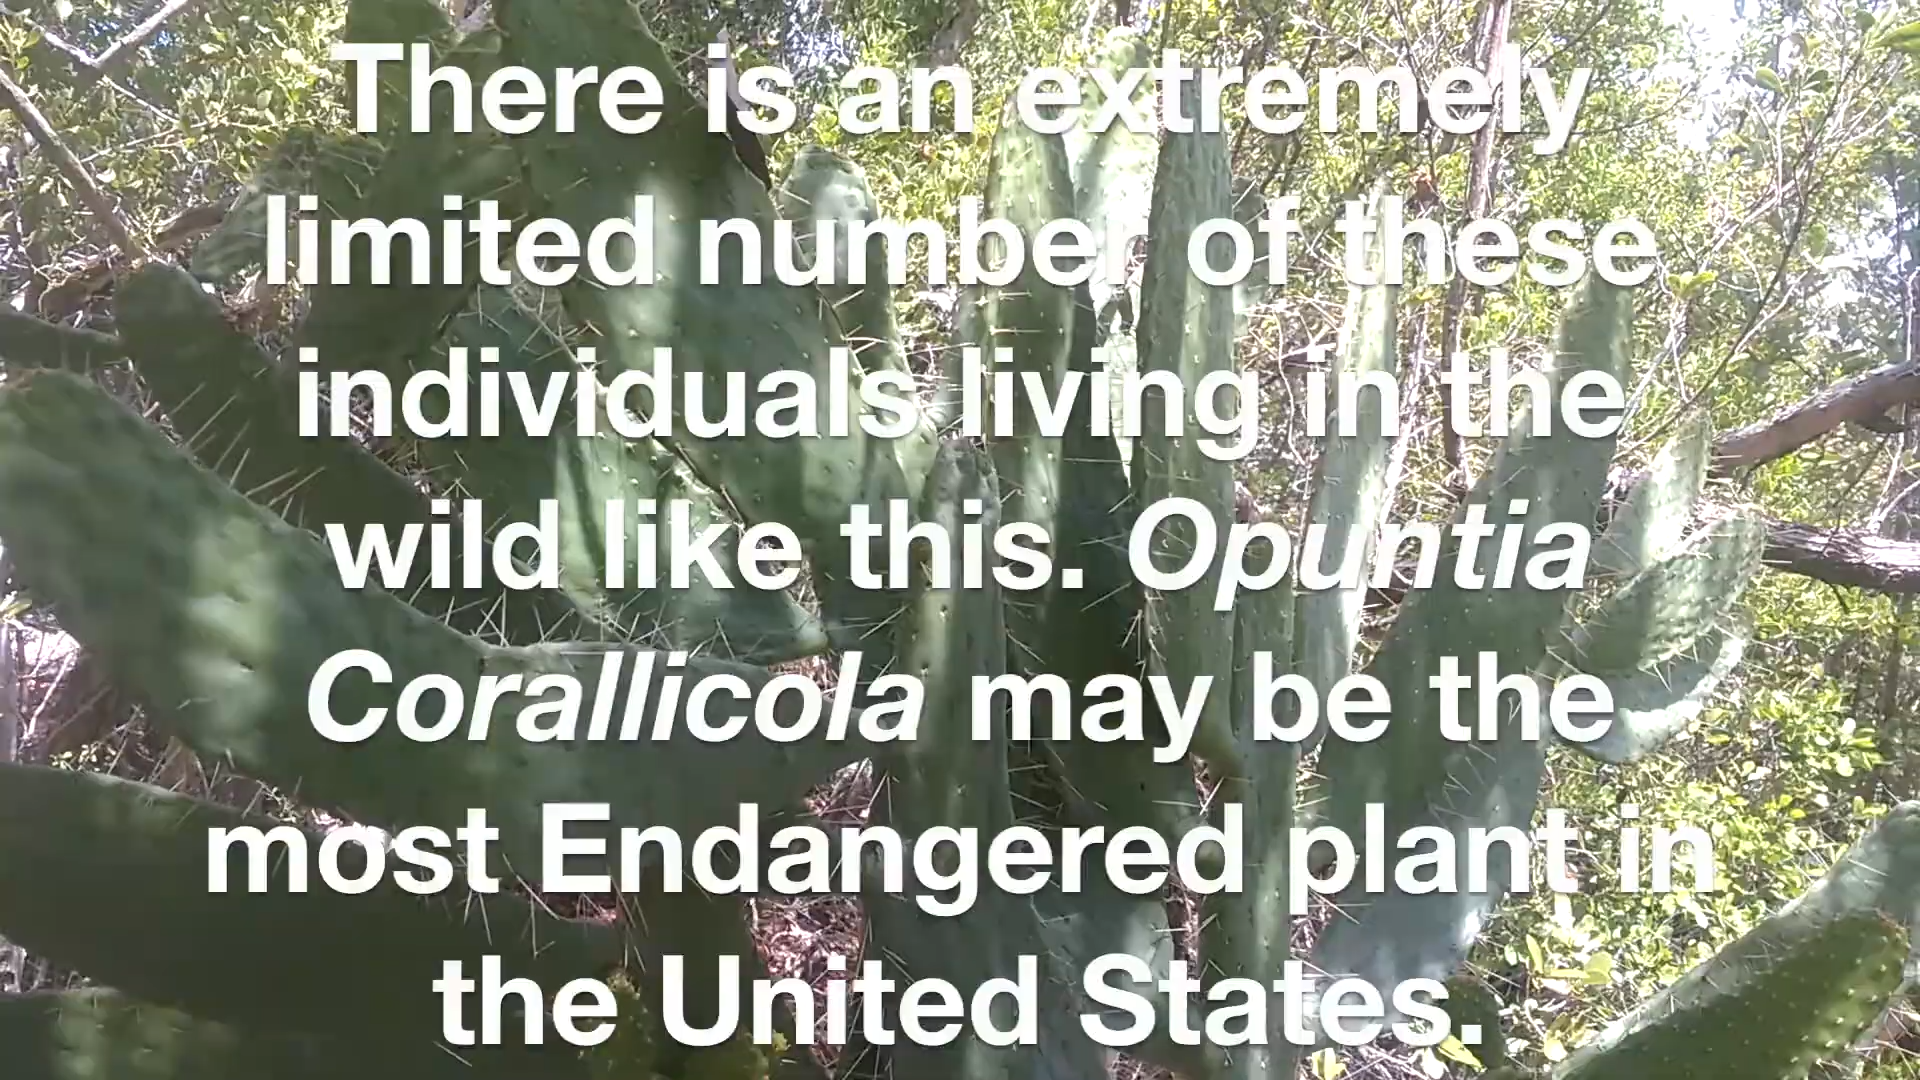 There is an extremely
limited number of these
individuals living in the
wild like this. Opuntia
Corallicola may be the
most Endangered plant in
the United States.